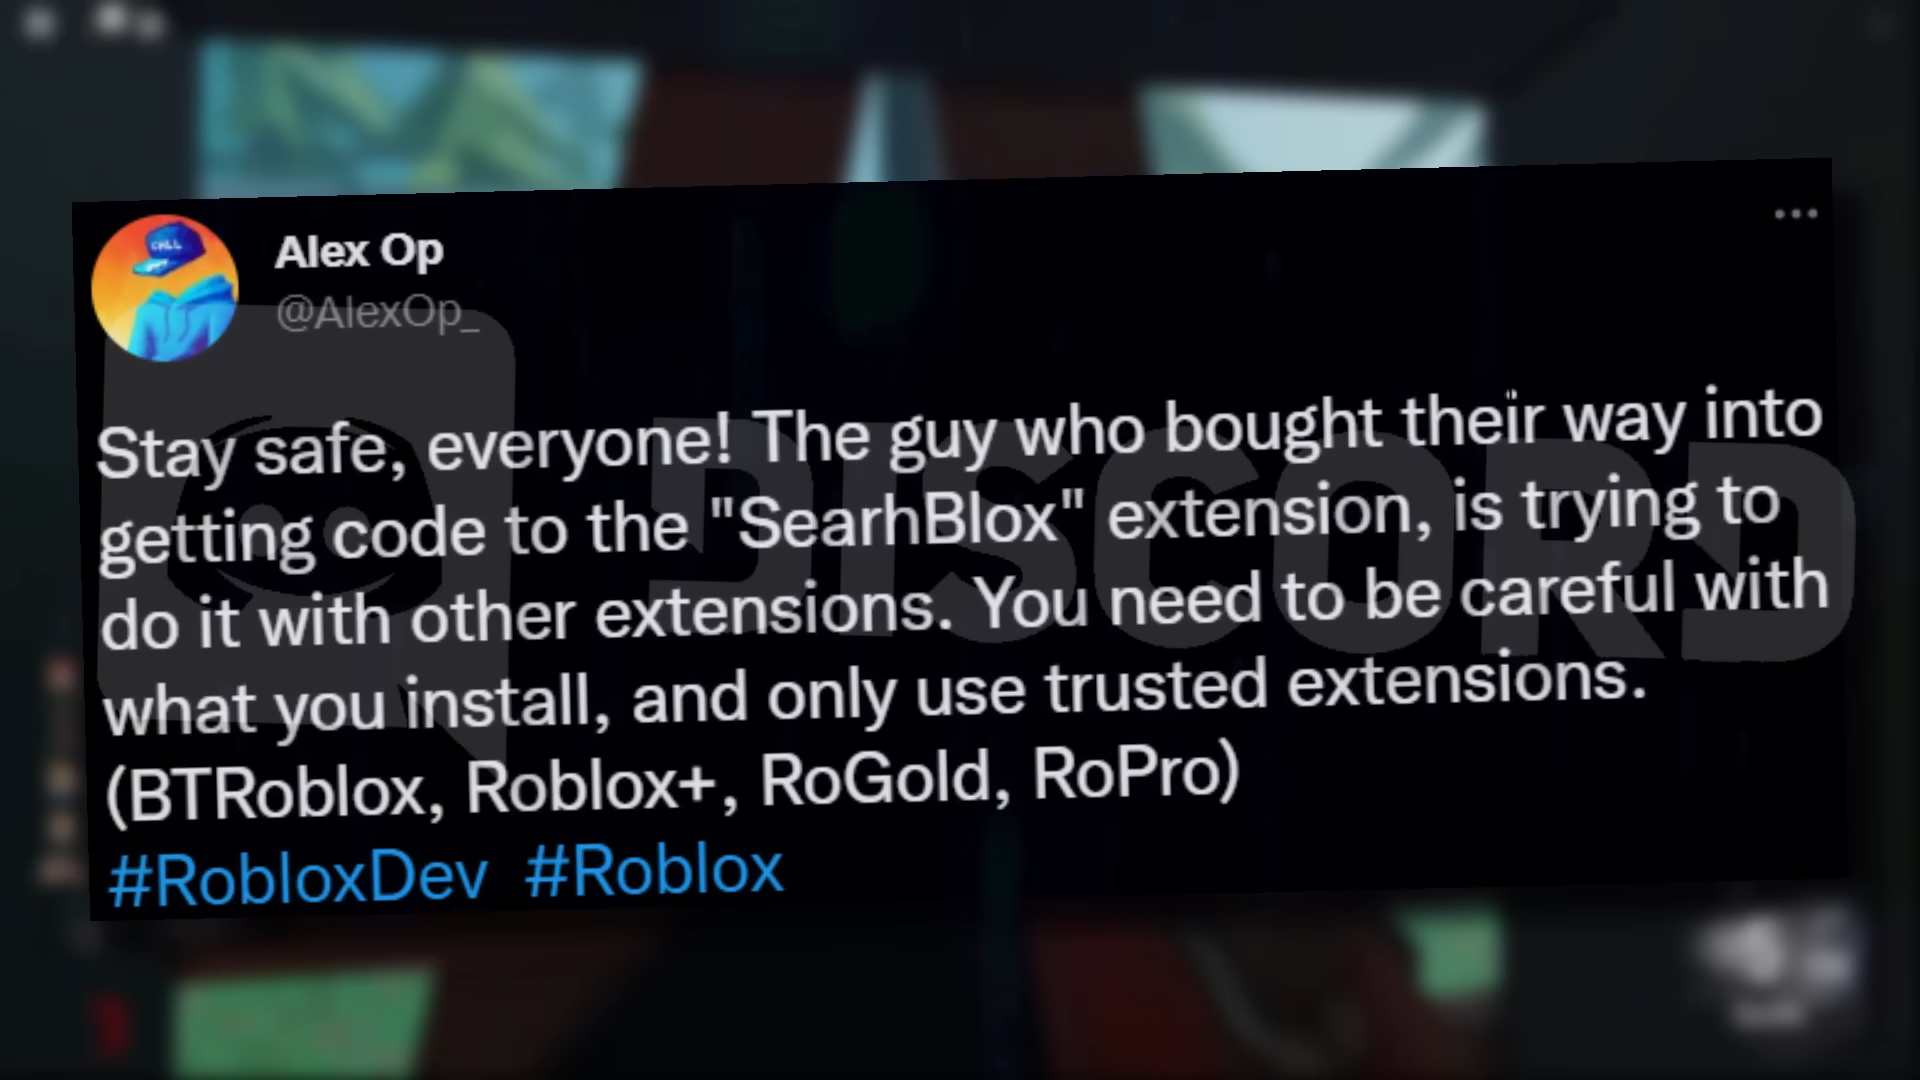 CHLL
Alex Op
@AlexOp_
Stay safe, everyone! The guy who bought their way into
getting code to the "SearhBlox" extension, is trying to
do it with other extensions. You need to be careful with
what you install, and only use trusted extensions.
(BTRoblox, Roblox+, RoGold, RoPro)
#RobloxDev #Roblox
DISCORD